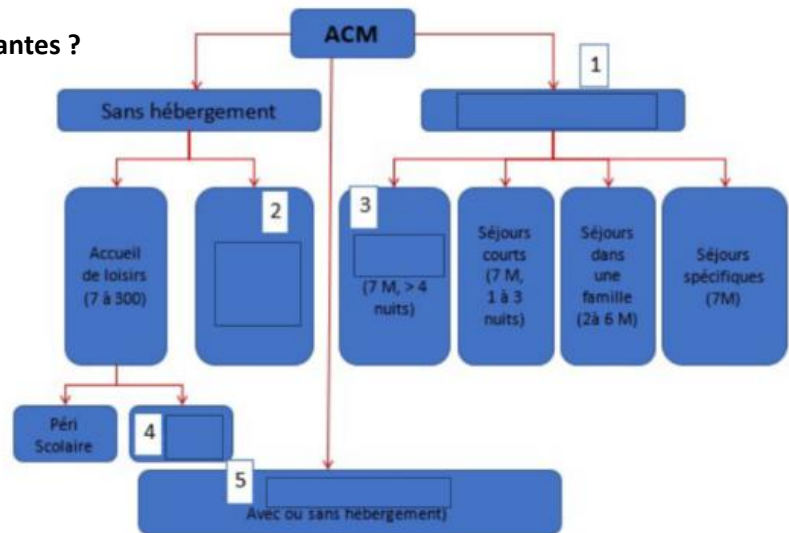 antes ?
ACM
1
Sans hébergement
2
3
Accueil
de loisirs
(7 à 300)
(7 M, > 4
nuits)
Séjours
courts
(7 M,
1 à 3
nuits)
Séjours
dans
une
famille
(2à 6 M)
Séjours
spécifiques
(7M)
Péri
Scolaire
4
5
Avec ou sans hébergement)